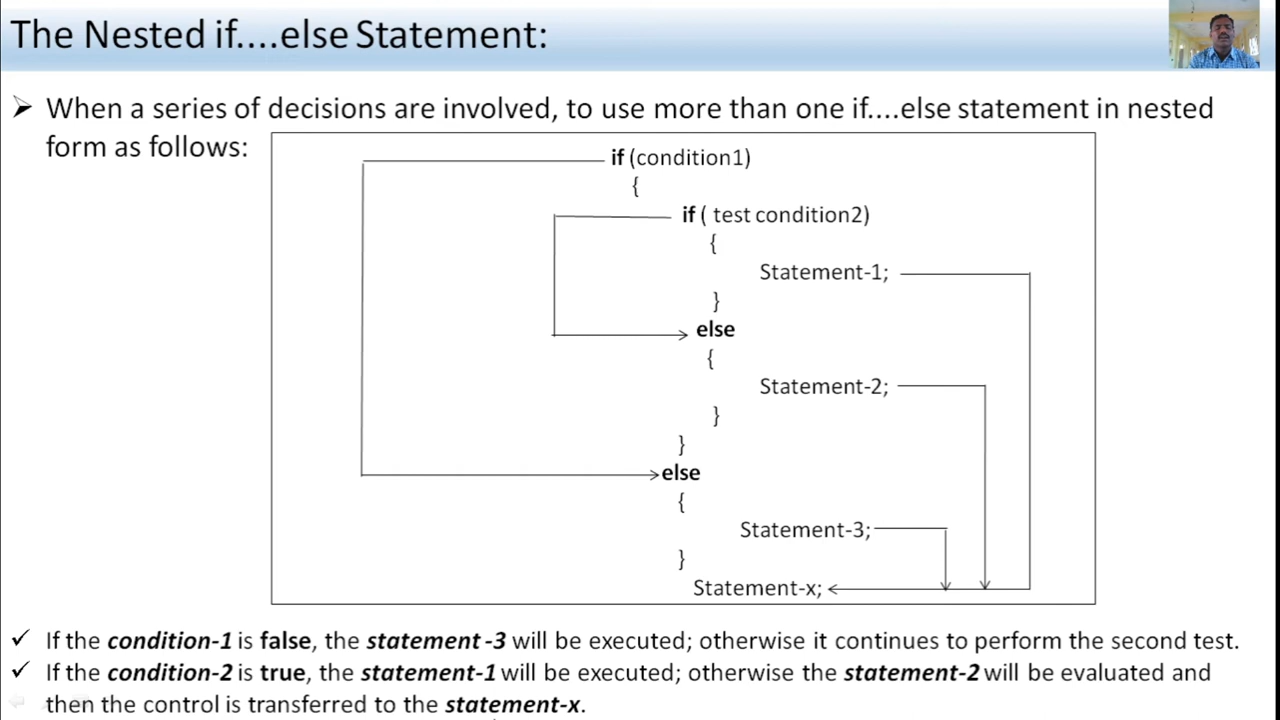 The Nested if....else Statement:
➢ When a series of decisions are involved, to use more than one if....else statement in nested
form as follows:
if (condition1)
{
if ( test condition2)
{
Statement-1;
}
else
{
Statement-2;
}
}
else
{
Statement-3;
}
Statement-x;
✓ If the condition-1 is false, the statement -3 will be executed; otherwise it continues to perform the second test.
✓ If the condition-2 is true, the statement-1 will be executed; otherwise the statement-2 will be evaluated and
then the control is transferred to the statement-x.